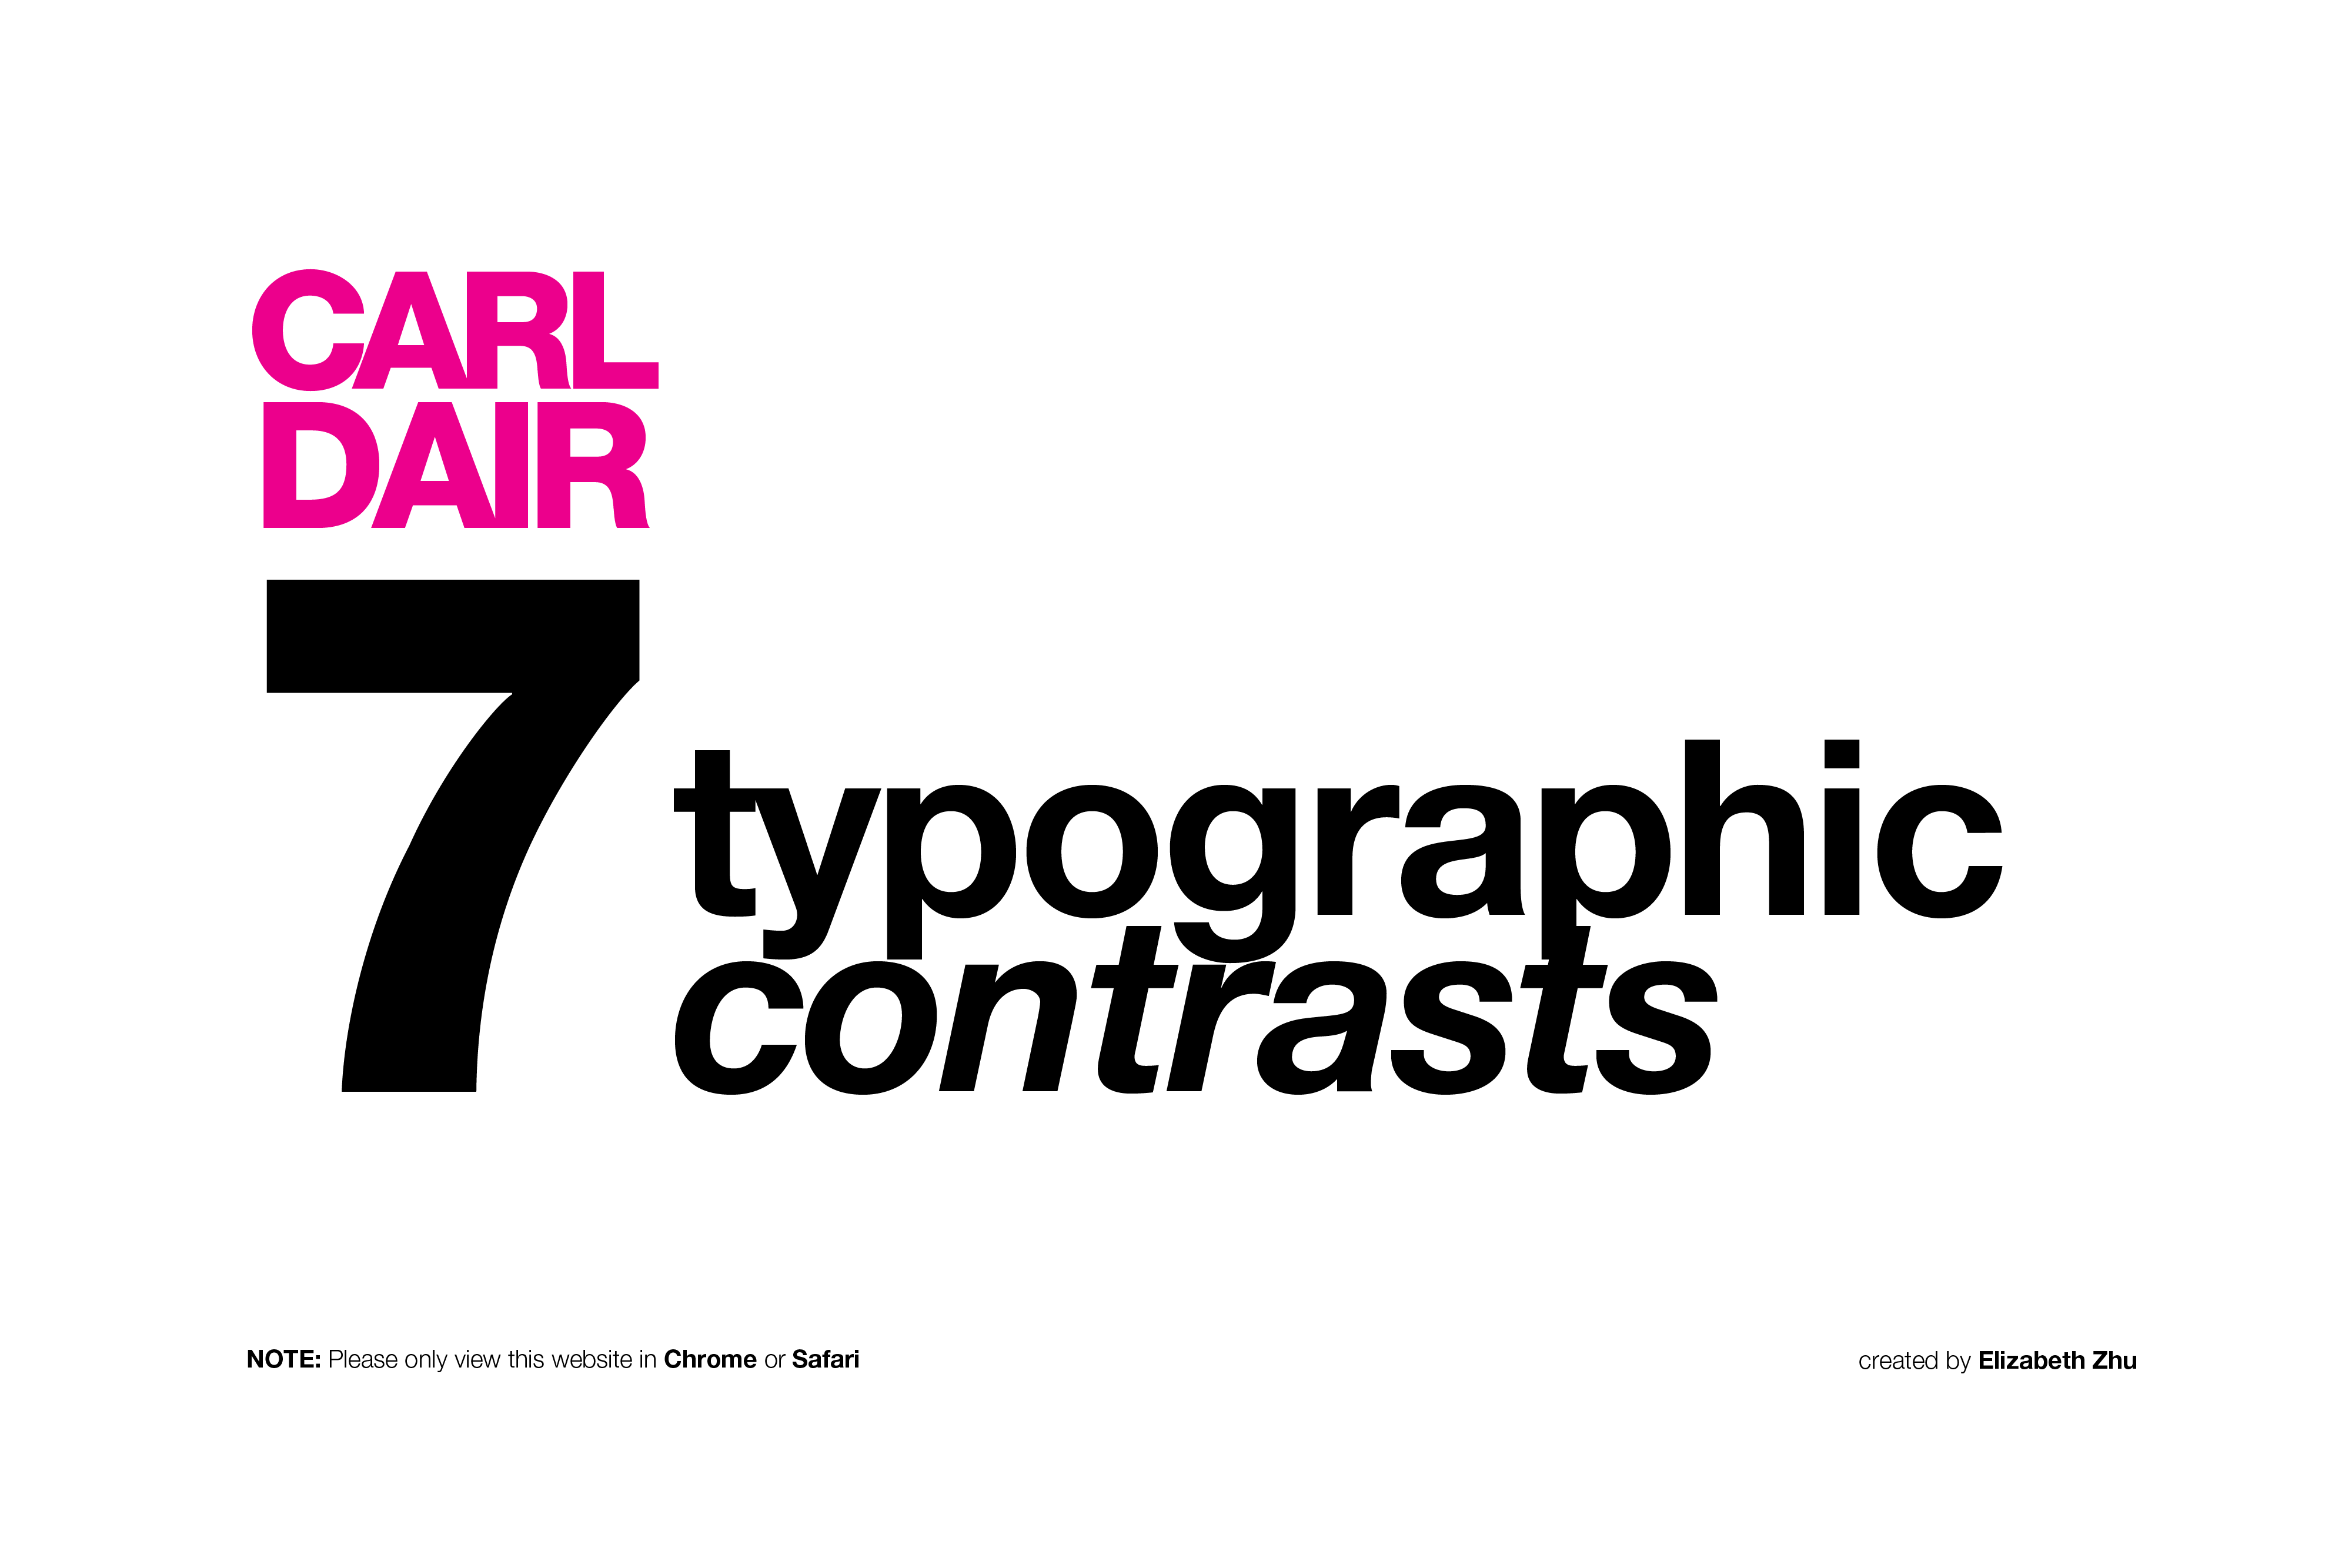 CARL
DAIR
7 typographic
contrasts
NOTE: Please only view this website in Chrome or Safari
created by Elizabeth Zhu